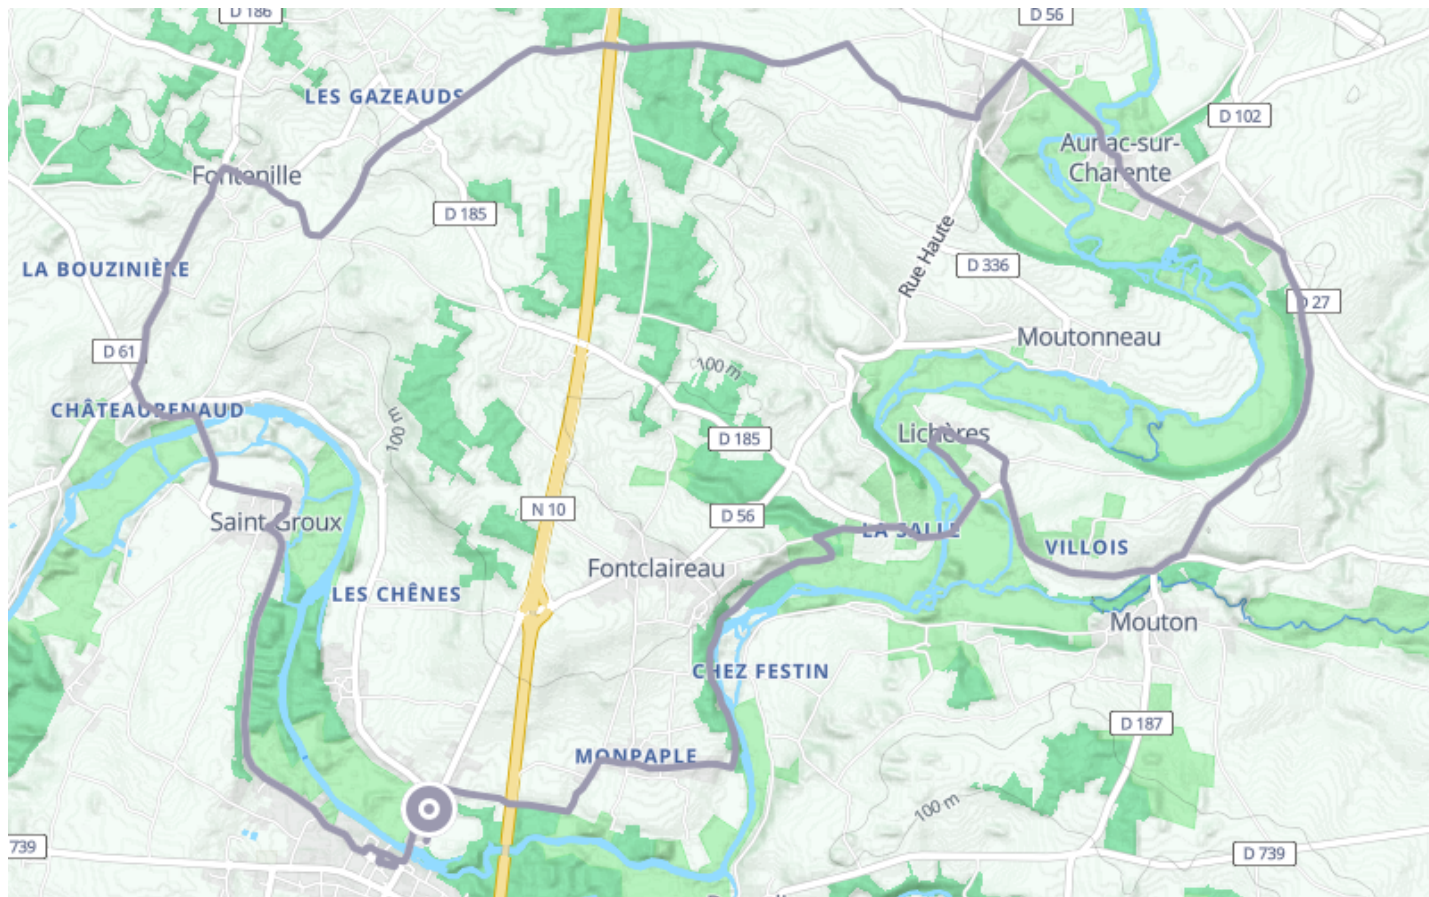 D 186
D 56
LES GAZEAUDS
D 102
Aunac-sur-
Charente
Fontenille
D 185
Rue Haute
LA BOUZINIÈRE
D 336
D 27
Moutonneau
D 61
100 m
CHÂTEAURENAUD
100 m
Lichères
D 185
N 10
D 56
Saint-Groux
LA SALLE
VILLOIS
Fontclaireau
LES CHÊNES
Mouton
CHEZ FESTIN
D 187
MONPAPLE
100 m
739
D 739